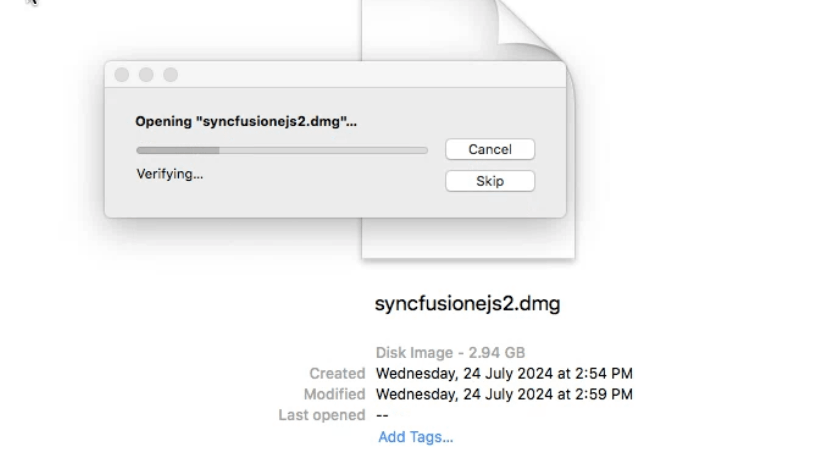 Opening "syncfusionejs2.dmg"...
Cancel
Verifying...
Skip
syncfusionejs2.dmg
Disk Image - 2.94 GB
Created Wednesday, 24 July 2024 at 2:54 PM
Modified Wednesday, 24 July 2024 at 2:59 PM
Last opened --
Add Tags...